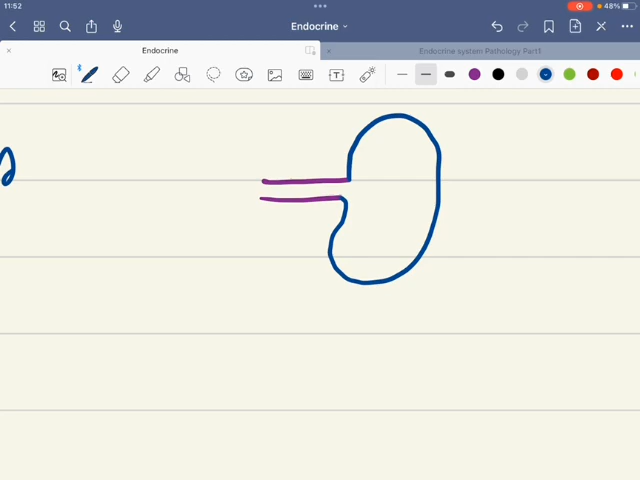 11:52
48%
Endocrine
Endocrine
Endocrine system Pathology Part1
T